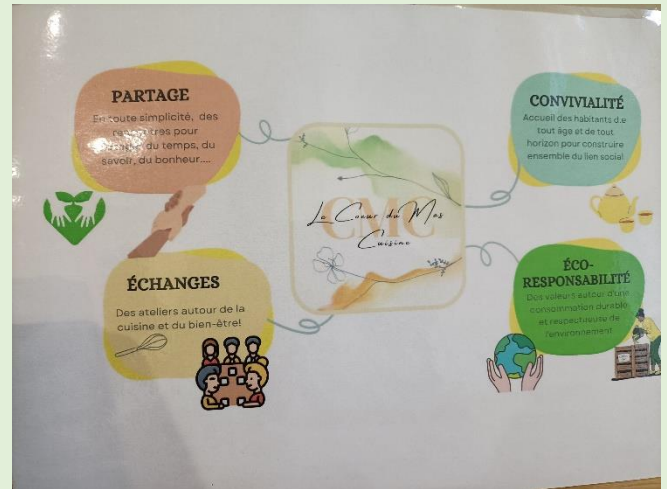 PARTAGE
En toute simplicité, des
pour
du temps, du
savoir, du bonheur....
ÉCHANGES
Des ateliers autour de la
cuisine et du bien-être!
CMC
Le Coeur du Mas
Cuisine
CONVIVIALITÉ
Accueil des habitants de
tout âge et de tout
horizon pour construire
ensemble du lien social
ÉCO-
RESPONSABILITÉ
Des valeurs autour d'une
consommation durable
et respectueuse de
l'environnement